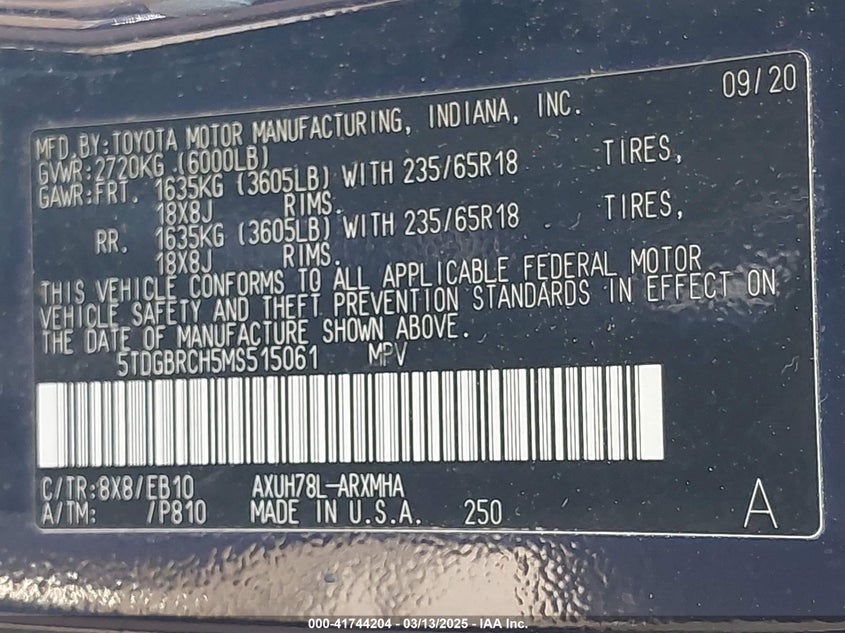 09/20
MFD. BY: TOYOTA MOTOR MANUFACTURING, INDIANA, INC.
GVWR: 2720KG (6000LB)
GAWR: FRT. 1635KG (3605LB) WITH 235/65R18 TIRES,
18X8J RIMS.
RR. 1635KG (3605LB) WITH 235/65R18 TIRES,
18X8J RIMS.
THIS VEHICLE CONFORMS TO ALL APPLICABLE FEDERAL MOTOR
VEHICLE SAFETY AND THEFT PREVENTION STANDARDS IN EFFECT ON
THE DATE OF MANUFACTURE SHOWN ABOVE.
5TDGBRCH5MS515061 MPV
C/TR: 8X8/EB10 AXUH78L-ARXMHA
A/TM: /P810 MADE IN U.S.A. 250 A
000-41744204 - 03/13/2025 - IAA Inc.